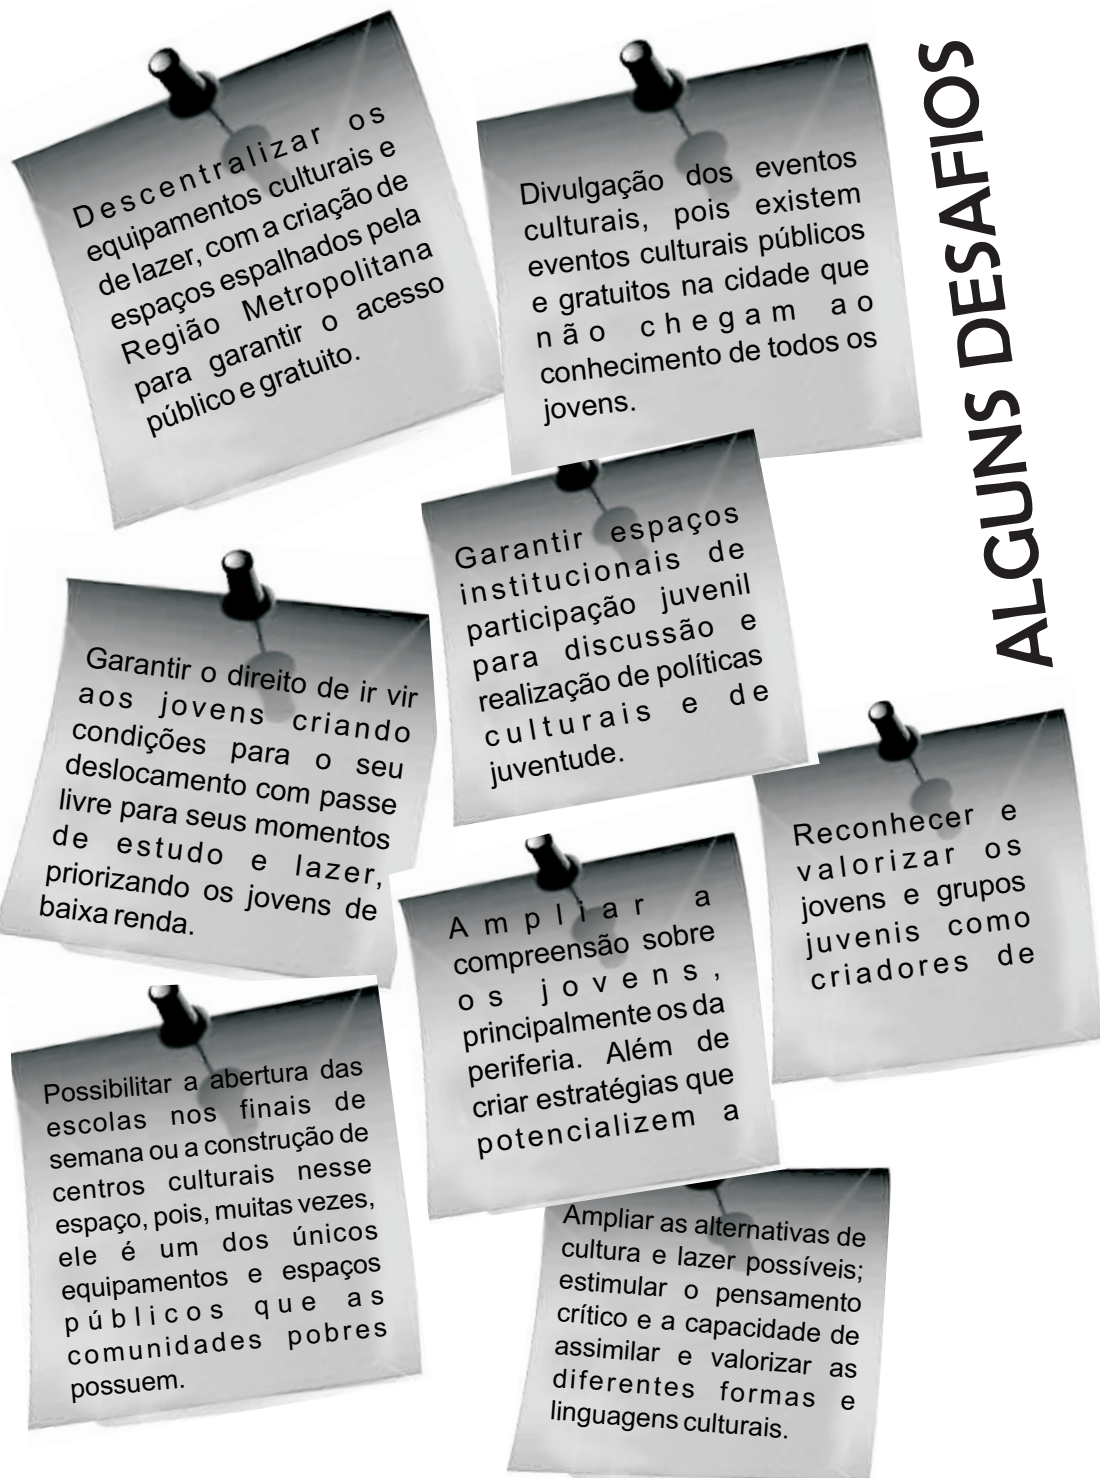 ALGUNS DESAFIOS
Descentralizar os
equipamentos culturais e
de lazer, com a criação de
espaços espalhados pela
Região Metropolitana
para garantir o acesso
público e gratuito.
Divulgação dos eventos
culturais, pois existem
eventos culturais públicos
e gratuitos na cidade que
não chegam ao
conhecimento de todos os
jovens.
Garantir espaços
institucionais de
participação juvenil
para discussão e
realização de políticas
culturais e de
juventude.
Garantir o direito de ir vir
aos jovens criando
condições para o seu
deslocamento com passe
livre para seus momentos
de estudo e lazer,
priorizando os jovens de
baixa renda.
Reconhecer e
valorizar os
jovens e grupos
juvenis como
criadores de
Ampliar a
compreensão sobre
os jovens,
principalmente os da
periferia. Além de
criar estratégias que
potencializem a
Possibilitar a abertura das
escolas nos finais de
semana ou a construção de
centros culturais nesse
espaço, pois, muitas vezes,
ele é um dos únicos
equipamentos e espaços
públicos que as
comunidades pobres
possuem.
Ampliar as alternativas de
cultura e lazer possíveis;
estimular o pensamento
crítico e a capacidade de
assimilar e valorizar as
diferentes formas e
linguagens culturais.